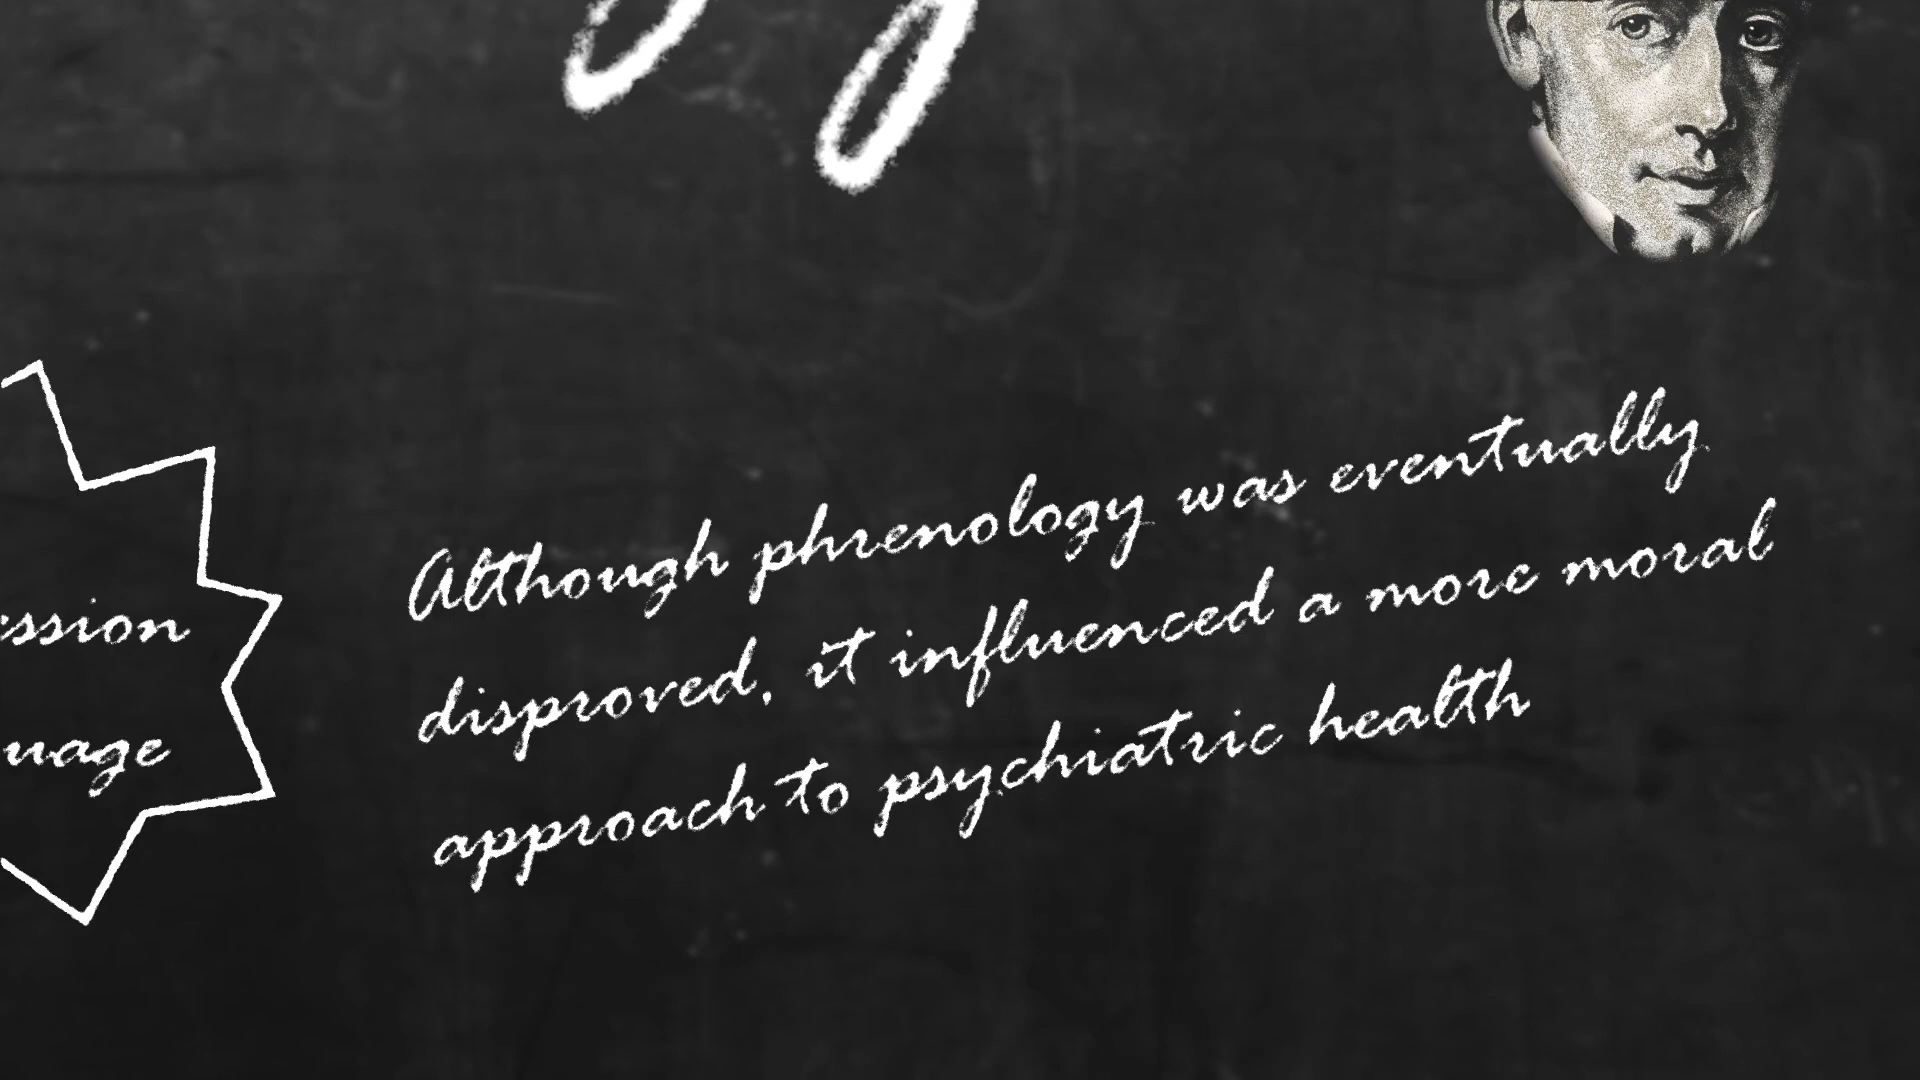 ssion
uage
Although phrenology was eventually
disproved, it influenced a more moral
approach to psychiatric health